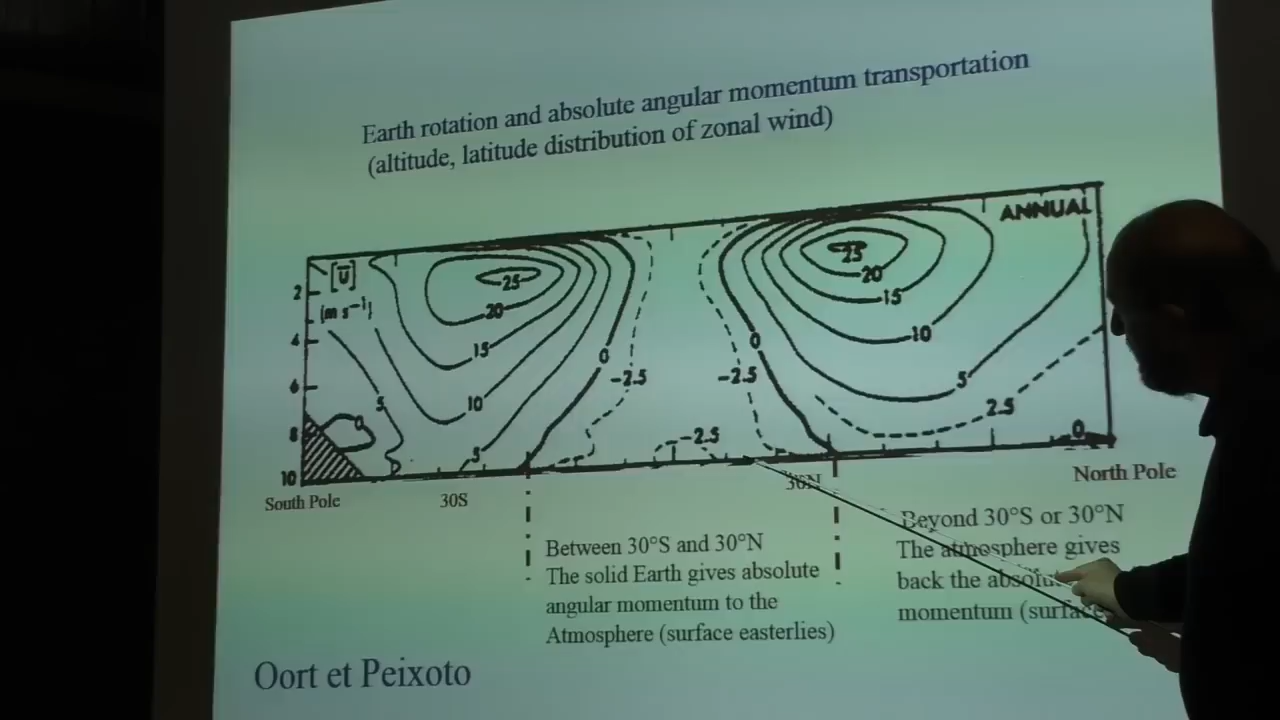 Earth rotation and absolute angular momentum transportation
(altitude, latitude distribution of zonal wind)
ANNUAL
[U̅]
(m s⁻¹)
2
4
6
8
10
25
20
15
10
5
5
0
0
-2.5
-2.5
-2.5
0
25
20
15
10
5
2.5
0
South Pole
30S
30N
North Pole
Between 30°S and 30°N
The solid Earth gives absolute
angular momentum to the
Atmosphere (surface easterlies)
Beyond 30°S or 30°N
The atmosphere gives
back the
momentum (surface
Oort et Peixoto